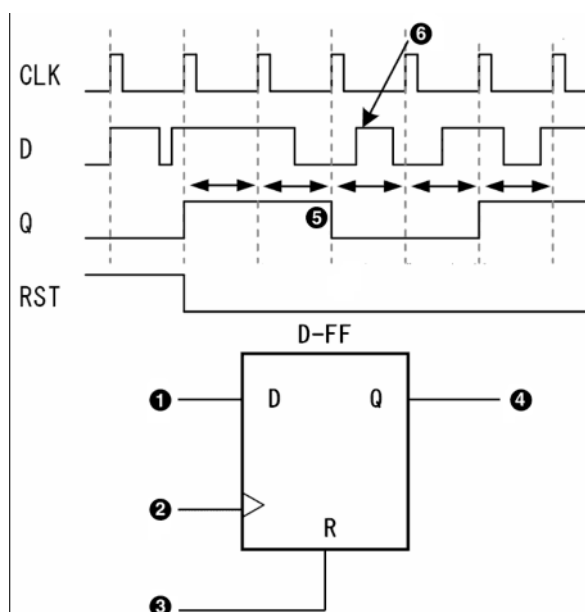 ❻
CLK
D
Q
❺
RST
D-FF
❶
D
Q
❹
❷
R
❸